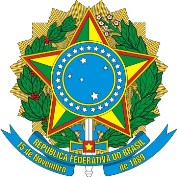 REPÚBLICA FEDERATIVA DO BRASIL
15 de Novembro
de 1889